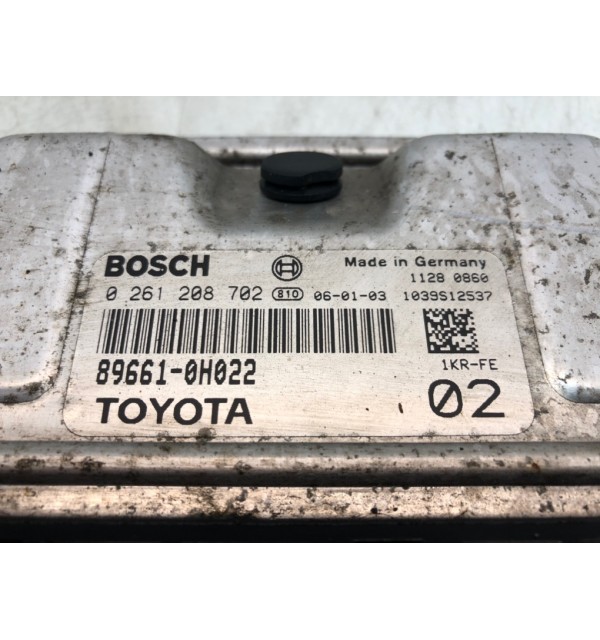 BOSCH Made in Germany
1128 0860
0 261 208 702 810 06-01-03 1039S12537
89661-0H022 1KR-FE
TOYOTA 02